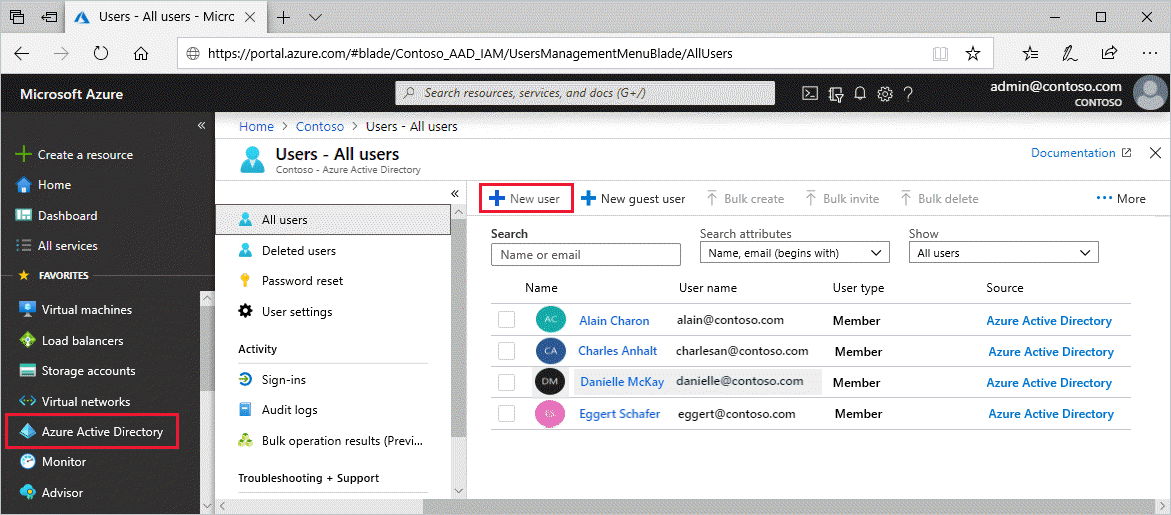 Users - All users - Micro
https://portal.azure.com/#blade/Contoso_AAD_IAM/UsersManagementMenuBlade/AllUsers
Microsoft Azure
Search resources, services, and docs (G+/)
admin@contoso.com
CONTOSO
Create a resource
Home
Dashboard
All services
FAVORITES
Virtual machines
Load balancers
Storage accounts
Virtual networks
Azure Active Directory
Monitor
Advisor
Home > Contoso > Users - All users
Users - All users
Contoso - Azure Active Directory
Documentation
All users
Deleted users
Password reset
User settings
Activity
Sign-ins
Audit logs
Bulk operation results (Previ...
Troubleshooting + Support
New user New guest user Bulk create Bulk invite Bulk delete More
Search Search attributes Show
Name or email Name, email (begins with) All users
Name User name User type Source
AC Alain Charon alain@contoso.com Member Azure Active Directory
CA Charles Anhalt charlesan@contoso.com Member Azure Active Directory
DM Danielle McKay danielle@contoso.com Member Azure Active Directory
ES Eggert Schafer eggert@contoso.com Member Azure Active Directory